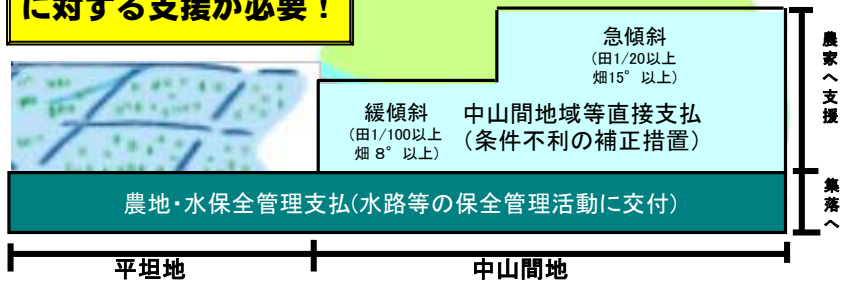 に対する支援が必要！
急傾斜
(田1/20以上
畑15°以上)
緩傾斜
(田1/100以上
畑 8°以上)
中山間地域等直接支払
(条件不利の補正措置)
農家へ支援
農地・水保全管理支払(水路等の保全管理活動に交付)
集落へ
平坦地
中山間地